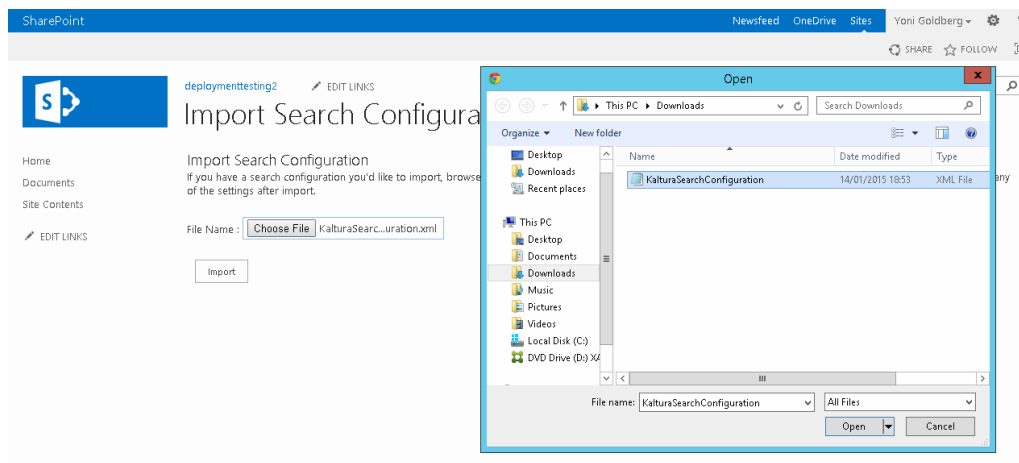 SharePoint
Newsfeed OneDrive Sites Yoni Goldberg
SHARE FOLLOW
deploymenttesting2 EDIT LINKS
Import Search Configura
Home
Documents
Site Contents
EDIT LINKS
Import Search Configuration
If you have a search configuration you'd like to import, browse
any
of the settings after import.
File Name : Choose File KalturaSearc...uration.xml
Import
Open
This PC Downloads Search Downloads
Organize New folder
Name Date modified Type
KalturaSearchConfiguration 14/01/2015 18:53 XML File
Desktop
Downloads
Recent places
This PC
Desktop
Documents
Downloads
Music
Pictures
Videos
Local Disk (C:)
DVD Drive (D:) XA
File name: KalturaSearchConfiguration All Files
Open Cancel